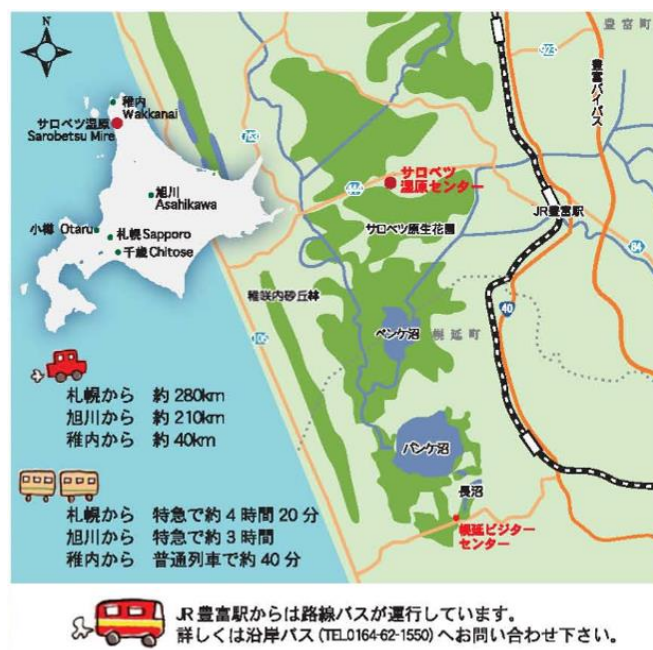 N
稚内
Wakkanai
サロベツ湿原
Sarobetsu Mire
旭川
Asahikawa
小樽 Otaru
札幌 Sapporo
千歳 Chitose
豊富町
923
豊富バイパス
763
444
サロベツ
湿原センター
サロベツ原生花園
JR豊富駅
84
稚咲内砂丘林
106
ペンケ沼
幌延町
40
パンケ沼
長沼
幌延ビジター
センター
札幌から 約280km
旭川から 約210km
稚内から 約40km
札幌から 特急で約4時間20分
旭川から 特急で約3時間
稚内から 普通列車で約40分
JR豊富駅からは路線バスが運行しています。
詳しくは沿岸バス(TEL0164-62-1550)へお問い合わせ下さい。